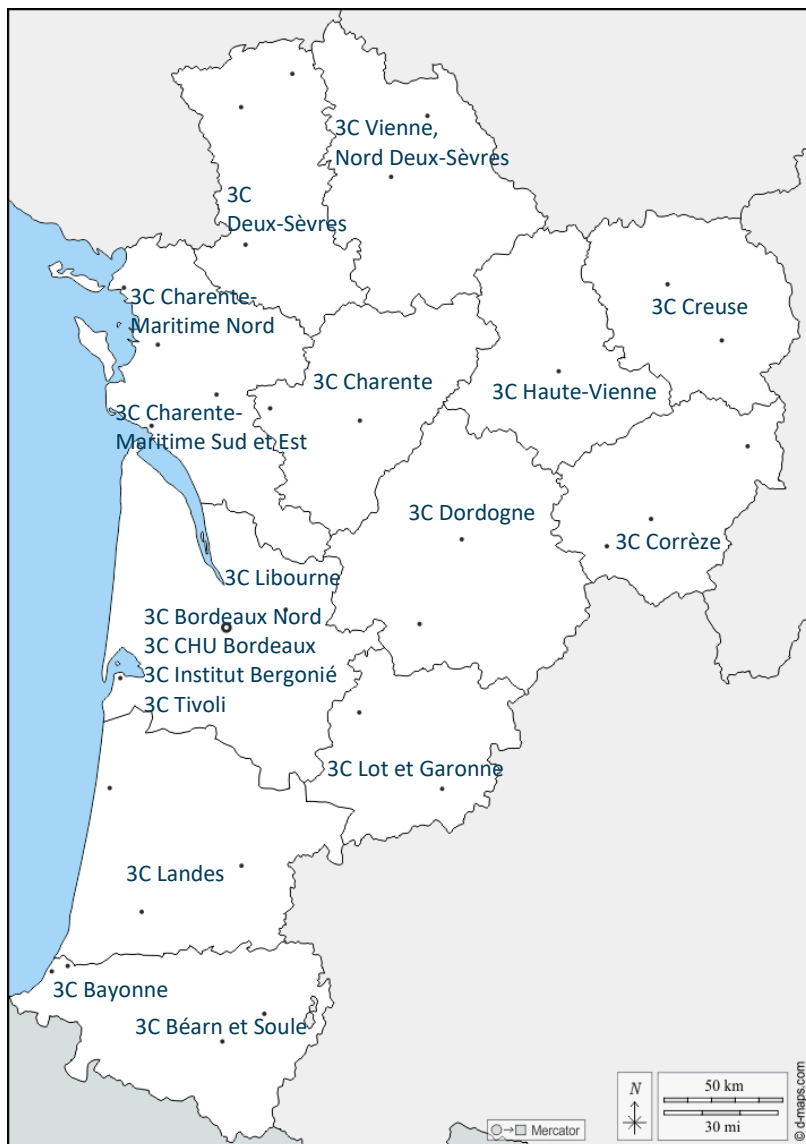 3C Vienne,
Nord Deux-Sèvres
3C
Deux-Sèvres
3C Charente-
Maritime Nord
3C Creuse
3C Charente
3C Haute-Vienne
3C Charente-
Maritime Sud et Est
3C Dordogne
3C Corrèze
3C Libourne
3C Bordeaux Nord
3C CHU Bordeaux
3C Institut Bergonié
3C Tivoli
3C Lot et Garonne
3C Landes
3C Bayonne
3C Béarn et Soule
Mercator
N
50 km
30 mi
© d-maps.com